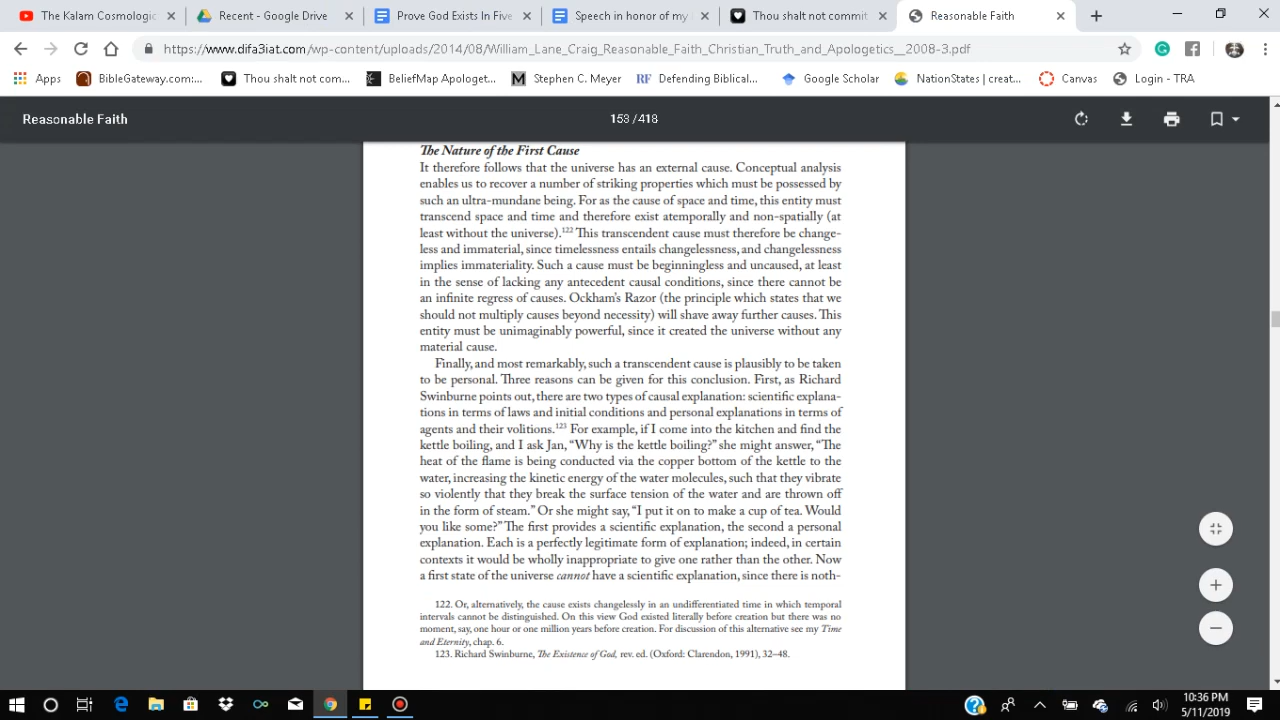 The Kalam Cosmologic
Recent - Google Drive
Prove God Exists In Five
Speech in honor of my
Thou shalt not commit
Reasonable Faith
https://www.difa3iat.com/wp-content/uploads/2014/08/William_Lane_Craig_Reasonable_Faith_Christian_Truth_and_Apologetics__2008-3.pdf
Apps
BibleGateway.com:...
Thou shalt not com...
BeliefMap Apologet...
M
Stephen C. Meyer
RF
Defending Biblical...
Google Scholar
NationStates | creat...
Canvas
Login - TRA
Reasonable Faith
153 / 418
The Nature of the First Cause
It therefore follows that the universe has an external cause. Conceptual analysis
enables us to recover a number of striking properties which must be possessed by
such an ultra-mundane being. For as the cause of space and time, this entity must
transcend space and time and therefore exist atemporally and non-spatially (at
least without the universe).122 This transcendent cause must therefore be change-
less and immaterial, since timelessness entails changelessness, and changelessness
implies immateriality. Such a cause must be beginningless and uncaused, at least
in the sense of lacking any antecedent causal conditions, since there cannot be
an infinite regress of causes. Ockham's Razor (the principle which states that we
should not multiply causes beyond necessity) will shave away further causes. This
entity must be unimaginably powerful, since it created the universe without any
material cause.
Finally, and most remarkably, such a transcendent cause is plausibly to be taken
to be personal. Three reasons can be given for this conclusion. First, as Richard
Swinburne points out, there are two types of causal explanation: scientific explana-
tions in terms of laws and initial conditions and personal explanations in terms of
agents and their volitions.123 For example, if I come into the kitchen and find the
kettle boiling, and I ask Jan, "Why is the kettle boiling?" she might answer, "The
heat of the flame is being conducted via the copper bottom of the kettle to the
water, increasing the kinetic energy of the water molecules, such that they vibrate
so violently that they break the surface tension of the water and are thrown off
in the form of steam." Or she might say, "I put it on to make a cup of tea. Would
you like some?" The first provides a scientific explanation, the second a personal
explanation. Each is a perfectly legitimate form of explanation; indeed, in certain
contexts it would be wholly inappropriate to give one rather than the other. Now
a first state of the universe cannot have a scientific explanation, since there is noth-
122. Or, alternatively, the cause exists changelessly in an undifferentiated time in which temporal
intervals cannot be distinguished. On this view God existed literally before creation but there was no
moment, say, one hour or one million years before creation. For discussion of this alternative see my Time
and Eternity, chap. 6.
123. Richard Swinburne, The Existence of God, rev. ed. (Oxford: Clarendon, 1991), 32–48.
10:36 PM
5/11/2019